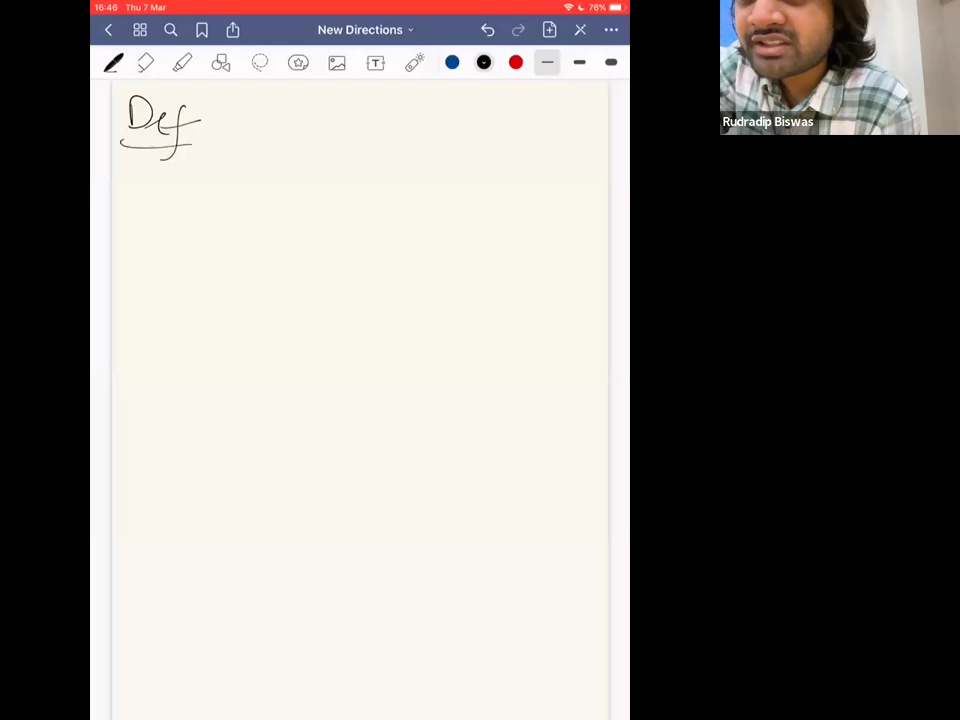 16:46 Thu 7 Mar 76%
New Directions
Def
Rudradip Biswas